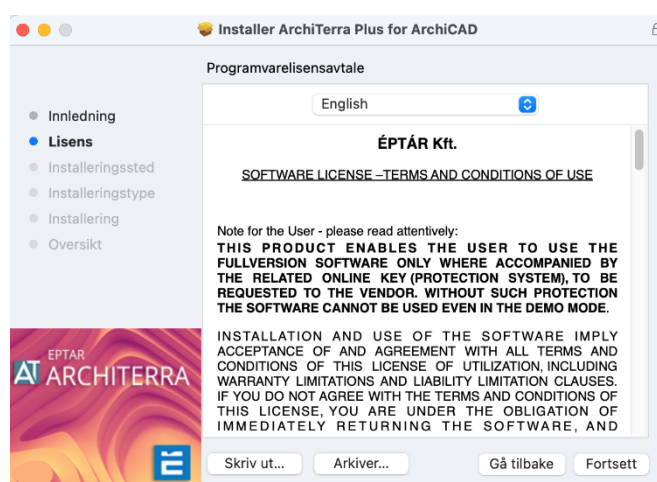 Installer ArchiTerra Plus for ArchiCAD
Programvarelisensavtale
Innledning
Lisens
Installeringssted
Installeringstype
Installering
Oversikt
English
ÉPTÁR Kft.
SOFTWARE LICENSE –TERMS AND CONDITIONS OF USE
Note for the User - please read attentively:
THIS PRODUCT ENABLES THE USER TO USE THE
FULLVERSION SOFTWARE ONLY WHERE ACCOMPANIED BY
THE RELATED ONLINE KEY (PROTECTION SYSTEM), TO BE
REQUESTED TO THE VENDOR. WITHOUT SUCH PROTECTION
THE SOFTWARE CANNOT BE USED EVEN IN THE DEMO MODE.
INSTALLATION AND USE OF THE SOFTWARE IMPLY
ACCEPTANCE OF AND AGREEMENT WITH ALL TERMS AND
CONDITIONS OF THIS LICENSE OF UTILIZATION, INCLUDING
WARRANTY LIMITATIONS AND LIABILITY LIMITATION CLAUSES.
IF YOU DO NOT AGREE WITH THE TERMS AND CONDITIONS OF
THIS LICENSE, YOU ARE UNDER THE OBLIGATION OF
IMMEDIATELY RETURNING THE SOFTWARE, AND
EPTAR
AT ARCHITERRA
Ë
Skriv ut... Arkiver... Gå tilbake Fortsett